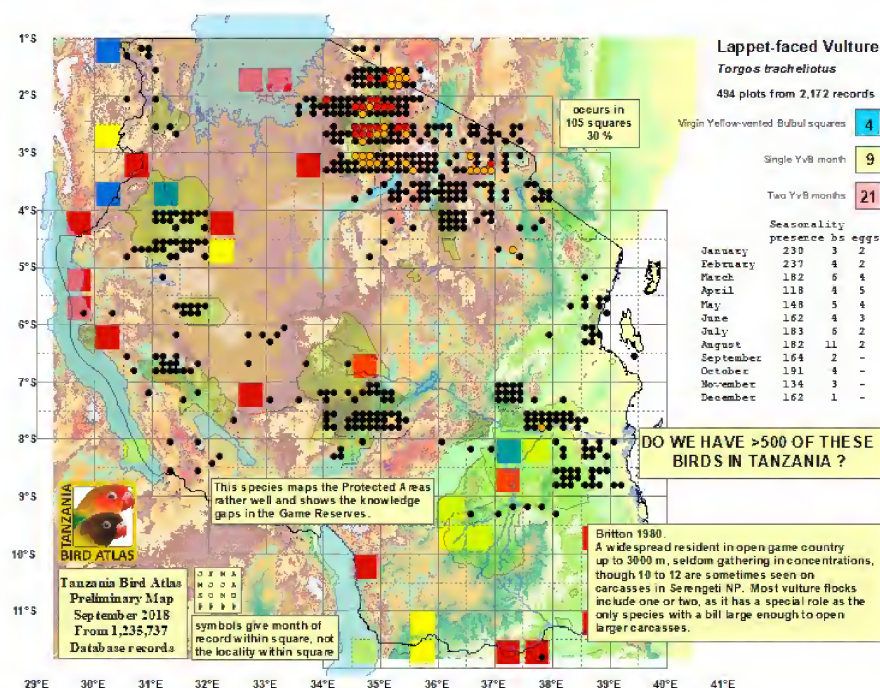 Lappet-faced Vulture
Torgos tracheliotus
494 plots from 2,172 records
occurs in
105 squares
30 %
Virgin Yellow-vented Bulbul squares 4
Single YvB month 9
Two YvB months 21
Seasonality
presence bs eggs
January 230 3 2
February 237 4 2
March 182 6 4
April 118 4 5
May 148 5 4
June 162 4 3
July 183 6 2
August 182 11 2
September 164 2 -
October 191 4 -
November 134 3 -
December 162 1 -
DO WE HAVE >500 OF THESE
BIRDS IN TANZANIA ?
This species maps the Protected Areas
rather well and shows the knowledge
gaps in the Game Reserves.
TANZANIA
BIRD ATLAS
Tanzania Bird Atlas
Preliminary Map
September 2018
From 1,235,737
Database records
J F M A
M J J A
S O N D
symbols give month of
record within square, not
the locality within square
Britton 1980.
A widespread resident in open game country
up to 3000 m, seldom gathering in concentrations,
though 10 to 12 are sometimes seen on
carcasses in Serengeti NP. Most vulture flocks
include one or two, as it has a special role as the
only species with a bill large enough to open
larger carcasses.
1°S
2°S
3°S
4°S
5°S
6°S
7°S
8°S
9°S
10°S
11°S
29°E 30°E 31°E 32°E 33°E 34°E 35°E 36°E 37°E 38°E 39°E 40°E 41°E